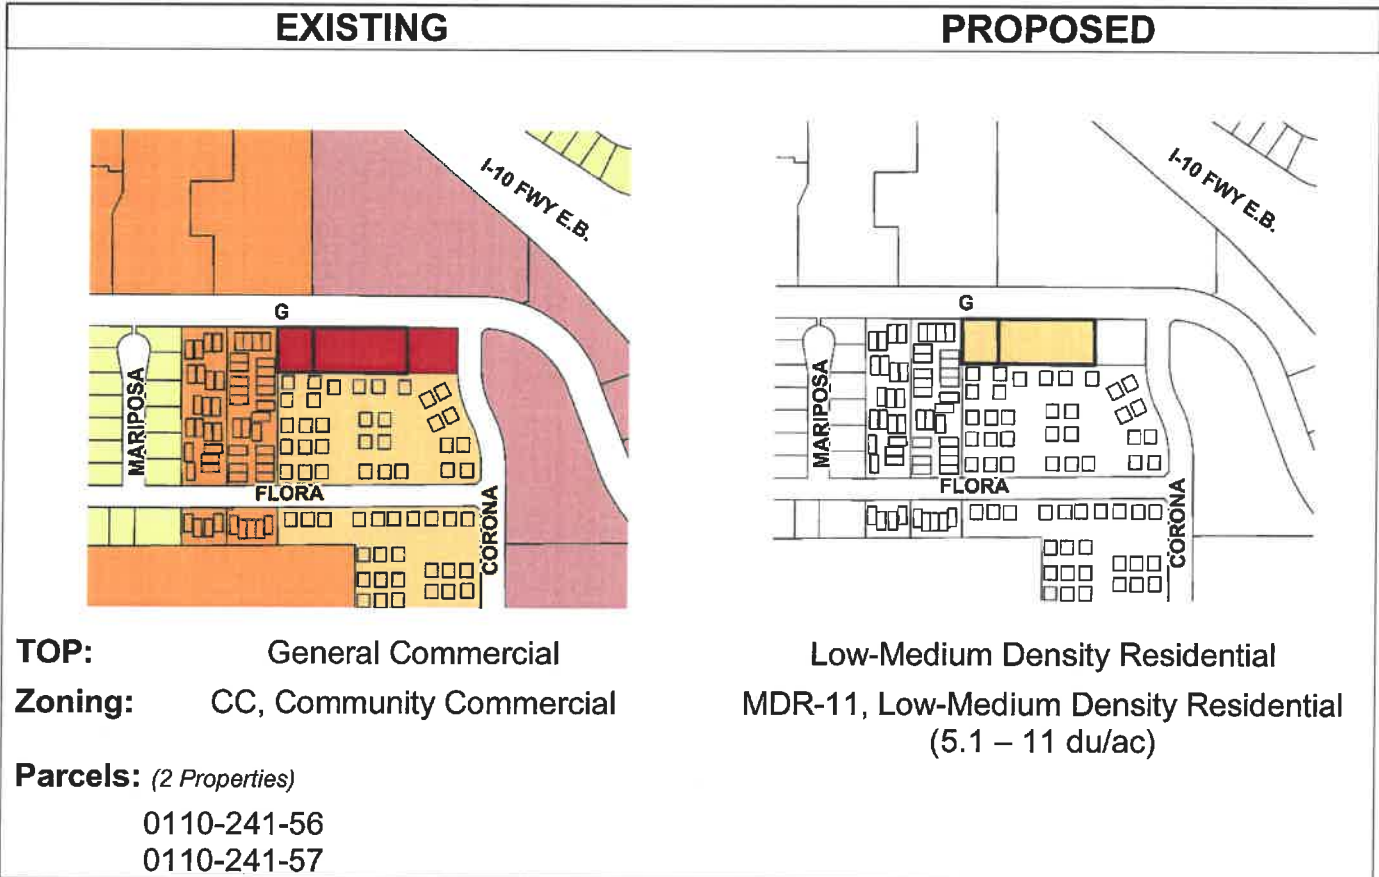 EXISTING
PROPOSED
I-10 FWY E.B.
G
MARIPOSA
FLORA
CORONA
I-10 FWY E.B.
G
MARIPOSA
FLORA
CORONA
TOP: General Commercial
Low-Medium Density Residential
Zoning: CC, Community Commercial
MDR-11, Low-Medium Density Residential
(5.1 – 11 du/ac)
Parcels: (2 Properties)
0110-241-56
0110-241-57